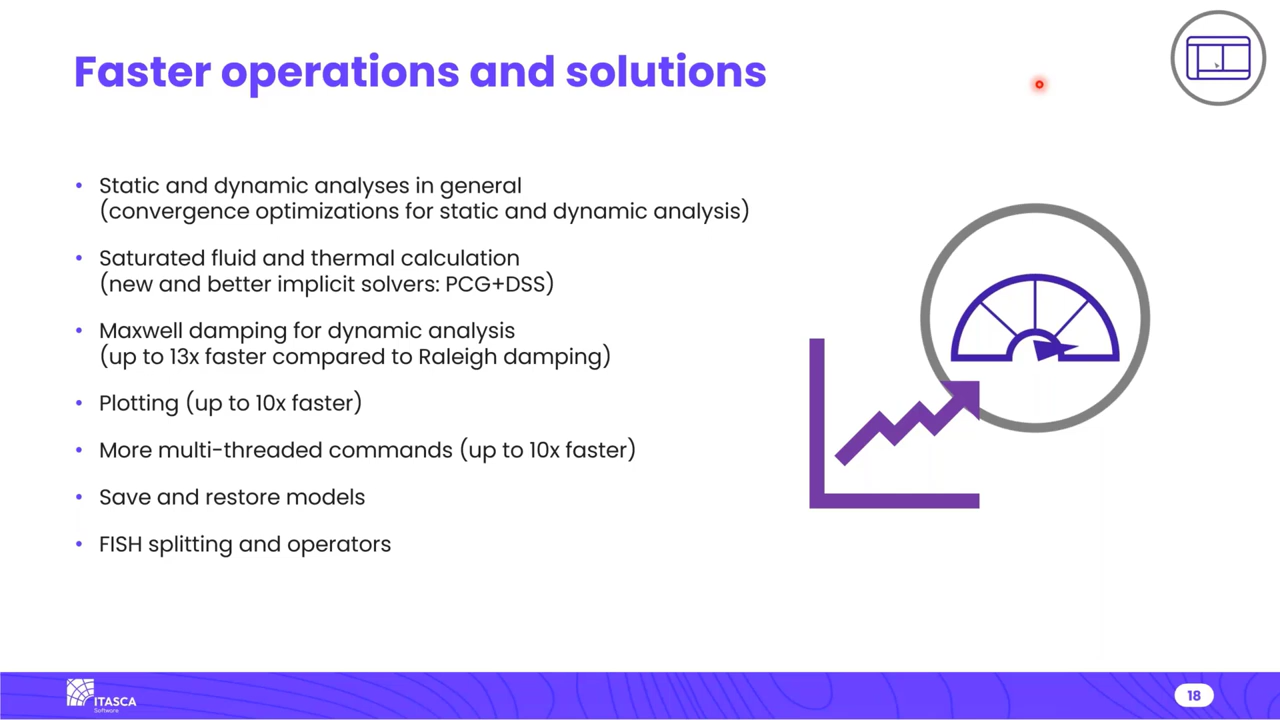 Faster operations and solutions
• Static and dynamic analyses in general
(convergence optimizations for static and dynamic analysis)
• Saturated fluid and thermal calculation
(new and better implicit solvers: PCG+DSS)
• Maxwell damping for dynamic analysis
(up to 13x faster compared to Raleigh damping)
• Plotting (up to 10x faster)
• More multi-threaded commands (up to 10x faster)
• Save and restore models
• FISH splitting and operators
ITASCA
Software
18